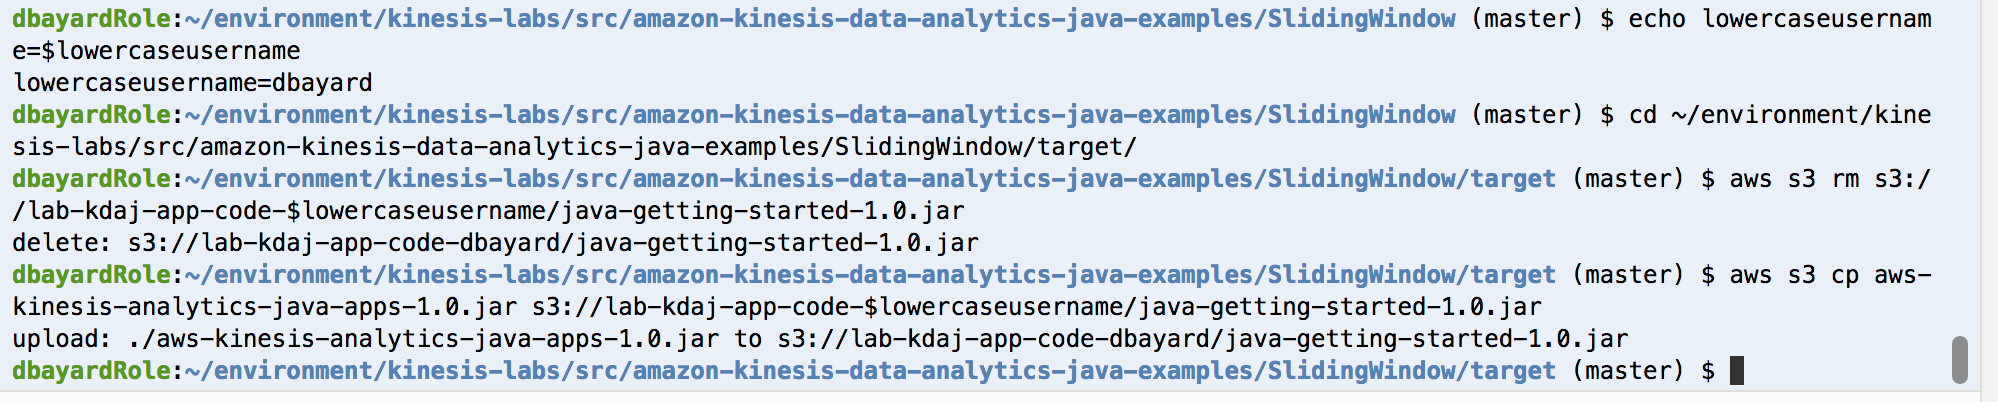 dbayardRole:~/environment/kinesis-labs/src/amazon-kinesis-data-analytics-java-examples/SlidingWindow (master) $ echo lowercaseusernam
e=$lowercaseusername
lowercaseusername=dbayard
dbayardRole:~/environment/kinesis-labs/src/amazon-kinesis-data-analytics-java-examples/SlidingWindow (master) $ cd ~/environment/kine
sis-labs/src/amazon-kinesis-data-analytics-java-examples/SlidingWindow/target/
dbayardRole:~/environment/kinesis-labs/src/amazon-kinesis-data-analytics-java-examples/SlidingWindow/target (master) $ aws s3 rm s3:/
/lab-kdaj-app-code-$lowercaseusername/java-getting-started-1.0.jar
delete: s3://lab-kdaj-app-code-dbayard/java-getting-started-1.0.jar
dbayardRole:~/environment/kinesis-labs/src/amazon-kinesis-data-analytics-java-examples/SlidingWindow/target (master) $ aws s3 cp aws-
kinesis-analytics-java-apps-1.0.jar s3://lab-kdaj-app-code-$lowercaseusername/java-getting-started-1.0.jar
upload: ./aws-kinesis-analytics-java-apps-1.0.jar to s3://lab-kdaj-app-code-dbayard/java-getting-started-1.0.jar
dbayardRole:~/environment/kinesis-labs/src/amazon-kinesis-data-analytics-java-examples/SlidingWindow/target (master) $